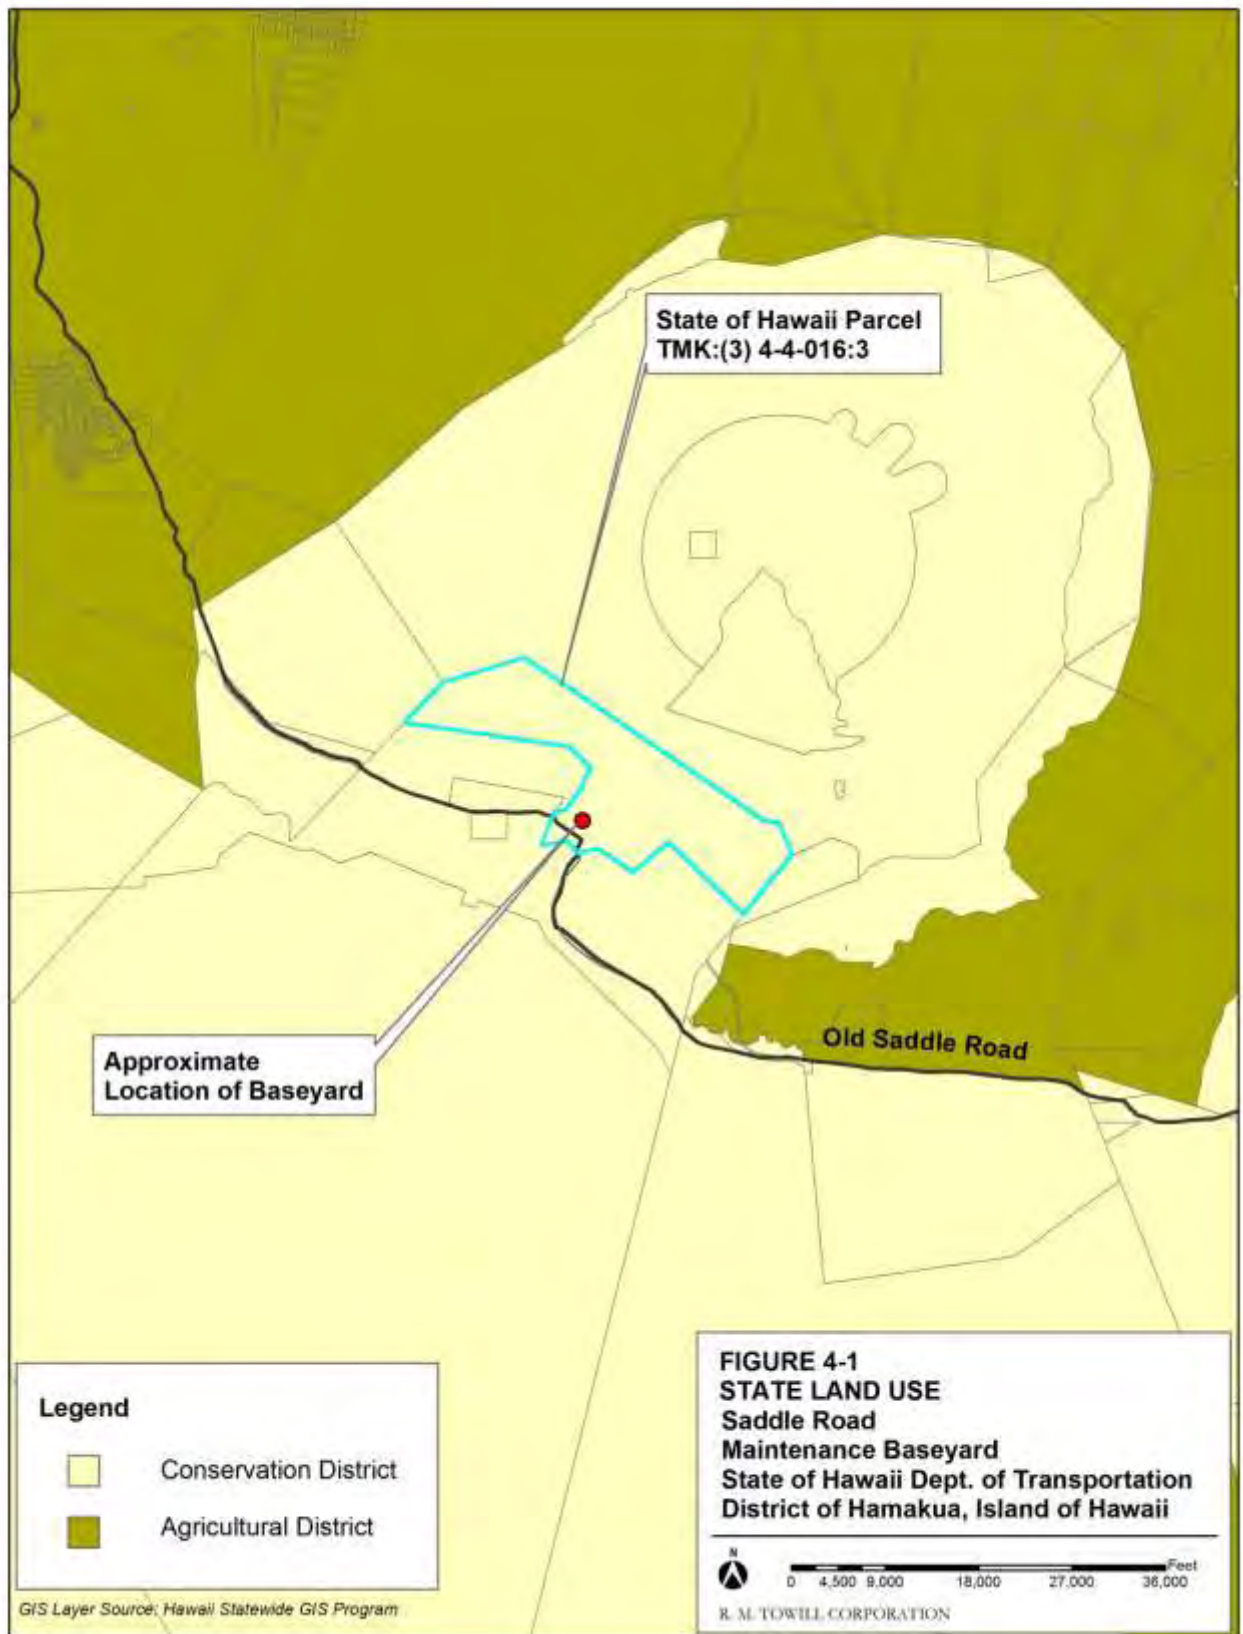 State of Hawaii Parcel
TMK:(3) 4-4-016:3
Approximate
Location of Baseyard
Old Saddle Road
Legend
Conservation District
Agricultural District
GIS Layer Source: Hawaii Statewide GIS Program
FIGURE 4-1
STATE LAND USE
Saddle Road
Maintenance Baseyard
State of Hawaii Dept. of Transportation
District of Hamakua, Island of Hawaii
N
Feet
0 4,500 9,000 18,000 27,000 36,000
R. M. TOWILL CORPORATION